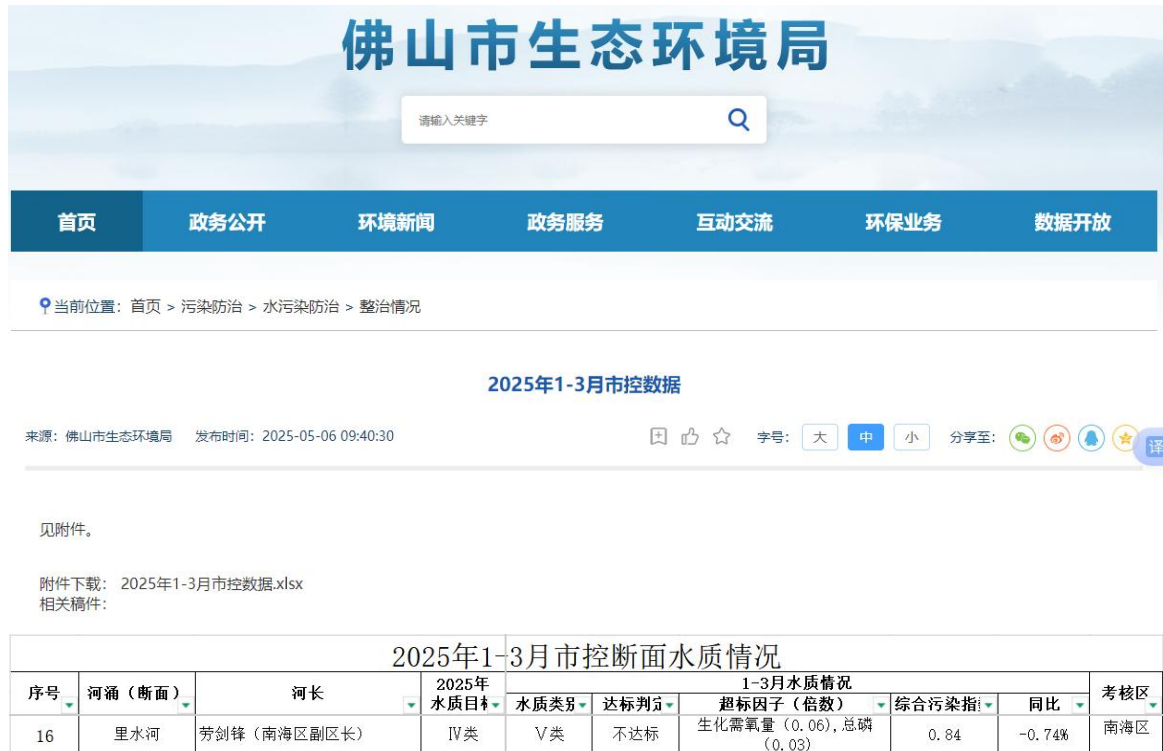 佛山市生态环境局
请输入关键字
首页 政务公开 环境新闻 政务服务 互动交流 环保业务 数据开放
当前位置：首页 > 污染防治 > 水污染防治 > 整治情况
2025年1-3月市控数据
来源：佛山市生态环境局 发布时间：2025-05-06 09:40:30 字号： 大 中 小 分享至： 译
见附件。
附件下载： 2025年1-3月市控数据.xlsx
相关稿件：
2025年1-3月市控断面水质情况
序号 河涌（断面） 河长 2025年 1-3月水质情况 考核区
水质目 水质类 达标判 超标因子（倍数） 综合污染指 同比
16 里水河 劳剑锋（南海区副区长） Ⅳ类 Ⅴ类 不达标 生化需氧量（0.06),总磷 0.84 -0.74% 南海区
（0.03)